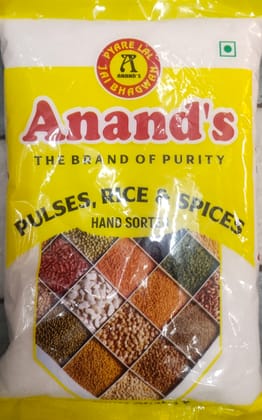 PYARE LAL
JAI BHAGWAN
A
ANAND'S
Anand's
THE BRAND OF PURITY
PULSES, RICE & SPICES
HAND SORTED